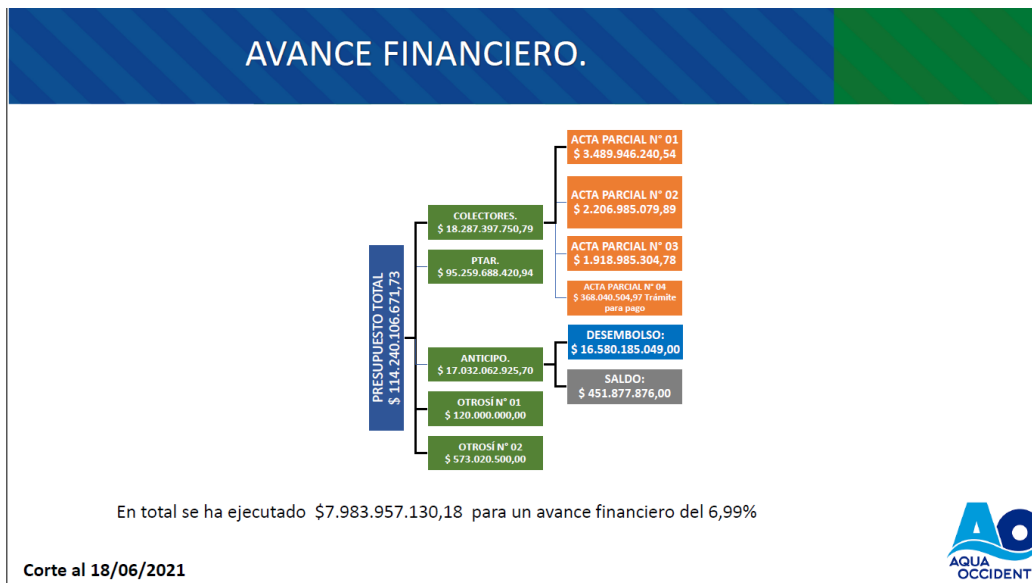 AVANCE FINANCIERO.
PRESUPUESTO TOTAL
$ 114.240.106.671,73
COLECTORES.
$ 18.287.397.750,79
PTAR.
$ 95.259.688.420,94
ANTICIPO.
$ 17.032.062.925,70
OTROSÍ N° 01
$ 120.000.000,00
OTROSÍ N° 02
$ 573.020.500,00
ACTA PARCIAL N° 01
$ 3.489.946.240,54
ACTA PARCIAL N° 02
$ 2.206.985.079,89
ACTA PARCIAL N° 03
$ 1.918.985.304,78
ACTA PARCIAL N° 04
$ 368.040.504,97 Trámite
para pago
DESEMBOLSO:
$ 16.580.185.049,00
SALDO:
$ 451.877.876,00
En total se ha ejecutado $7.983.957.130,18 para un avance financiero del 6,99%
Corte al 18/06/2021
AO
AQUA
OCCIDENT